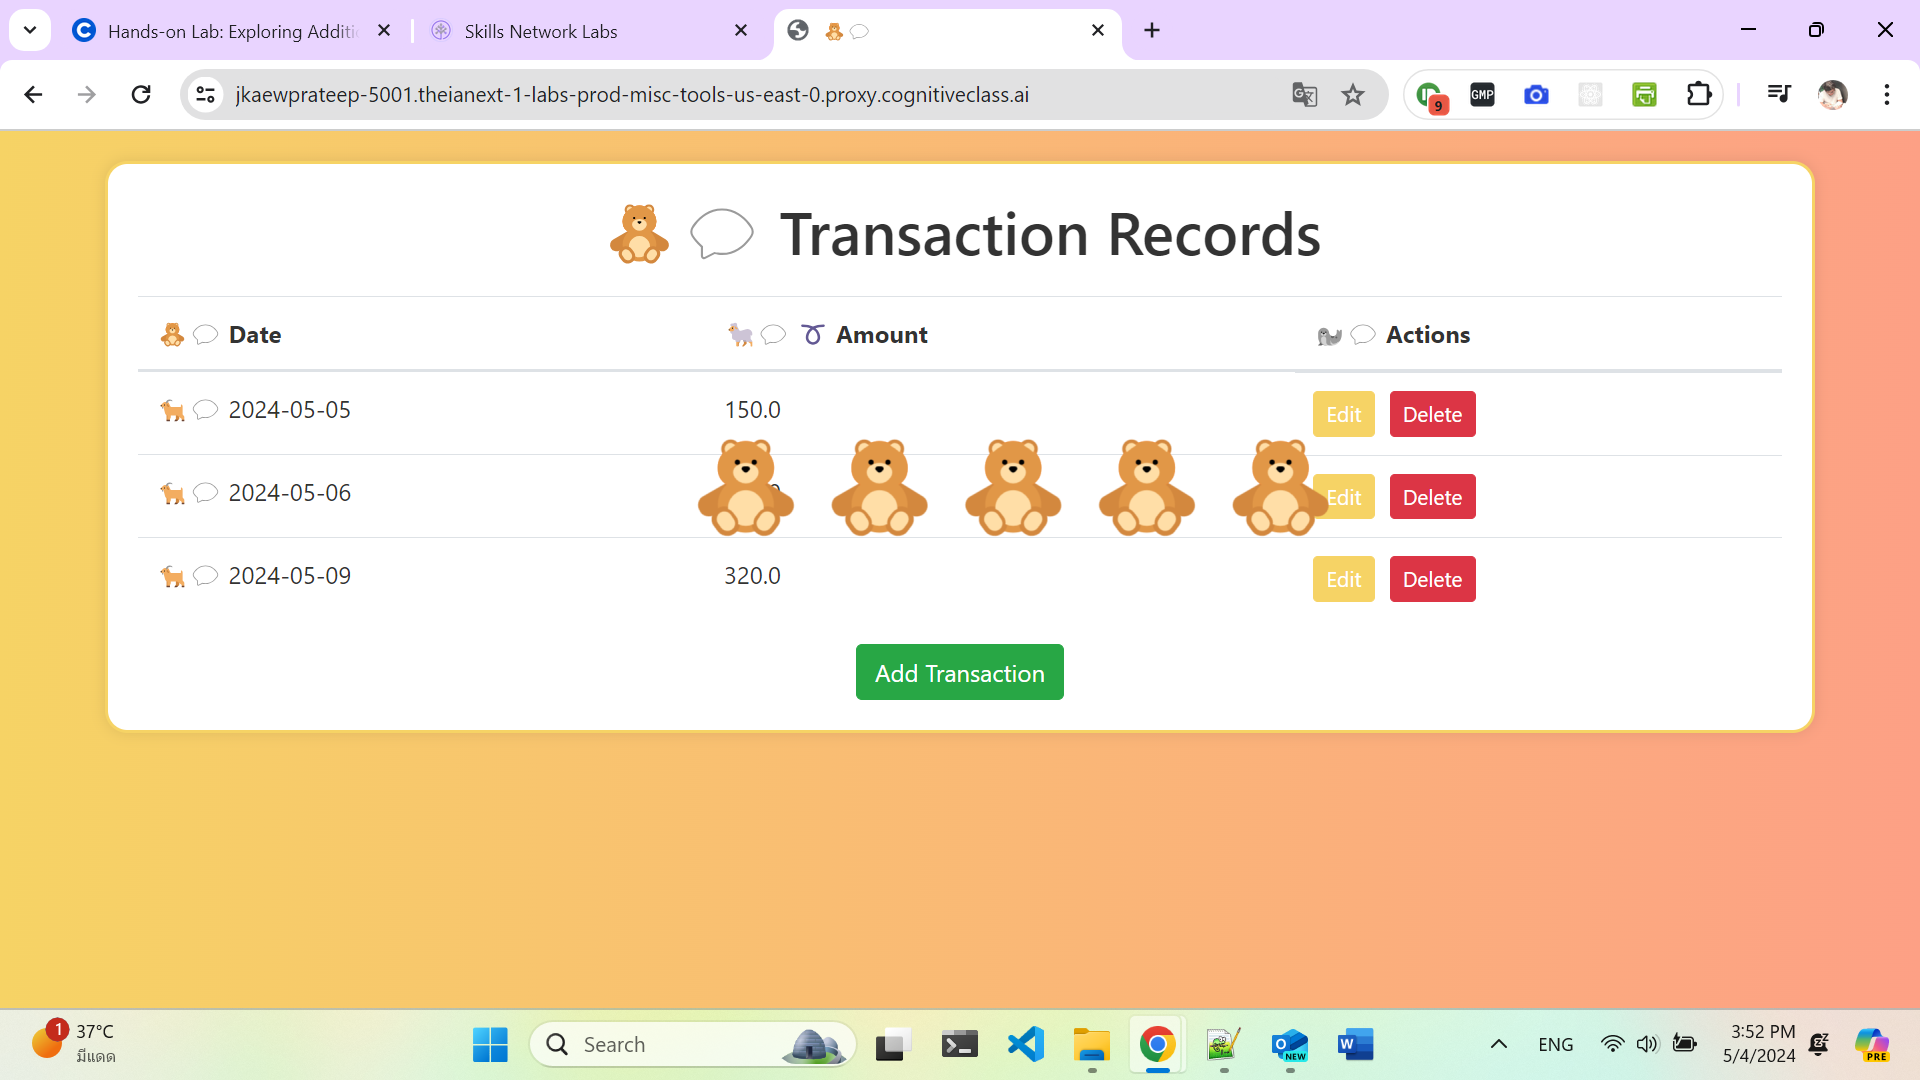 Hands-on Lab: Exploring Additi
Skills Network Labs
jkaewprateep-5001.theianext-1-labs-prod-misc-tools-us-east-0.proxy.cognitiveclass.ai
9
GMP
Transaction Records
Date Amount Actions
2024-05-05 150.0 Edit Delete
2024-05-06 Edit Delete
2024-05-09 320.0 Edit Delete
Add Transaction
1
37°C
มีแดด
Search
NEW
ENG
3:52 PM
5/4/2024
PRE